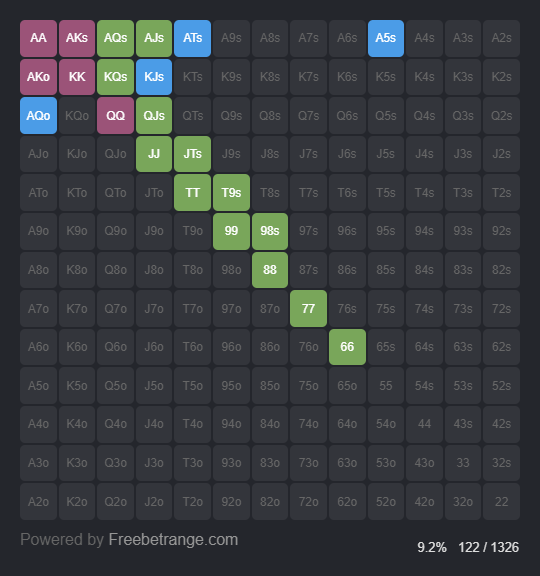 AA AKs AQs AJs ATs A9s A8s A7s A6s A5s A4s A3s A2s
AKo KK KQs KJs KTs K9s K8s K7s K6s K5s K4s K3s K2s
AQo KQo QQ QJs QTs Q9s Q8s Q7s Q6s Q5s Q4s Q3s Q2s
AJo KJo QJo JJ JTs J9s J8s J7s J6s J5s J4s J3s J2s
ATo KTo QTo JTo TT T9s T8s T7s T6s T5s T4s T3s T2s
A9o K9o Q9o J9o T9o 99 98s 97s 96s 95s 94s 93s 92s
A8o K8o Q8o J8o T8o 98o 88 87s 86s 85s 84s 83s 82s
A7o K7o Q7o J7o T7o 97o 87o 77 76s 75s 74s 73s 72s
A6o K6o Q6o J6o T6o 96o 86o 76o 66 65s 64s 63s 62s
A5o K5o Q5o J5o T5o 95o 85o 75o 65o 55 54s 53s 52s
A4o K4o Q4o J4o T4o 94o 84o 74o 64o 54o 44 43s 42s
A3o K3o Q3o J3o T3o 93o 83o 73o 63o 53o 43o 33 32s
A2o K2o Q2o J2o T2o 92o 82o 72o 62o 52o 42o 32o 22
Powered by Freebetrange.com
9.2% 122 / 1326